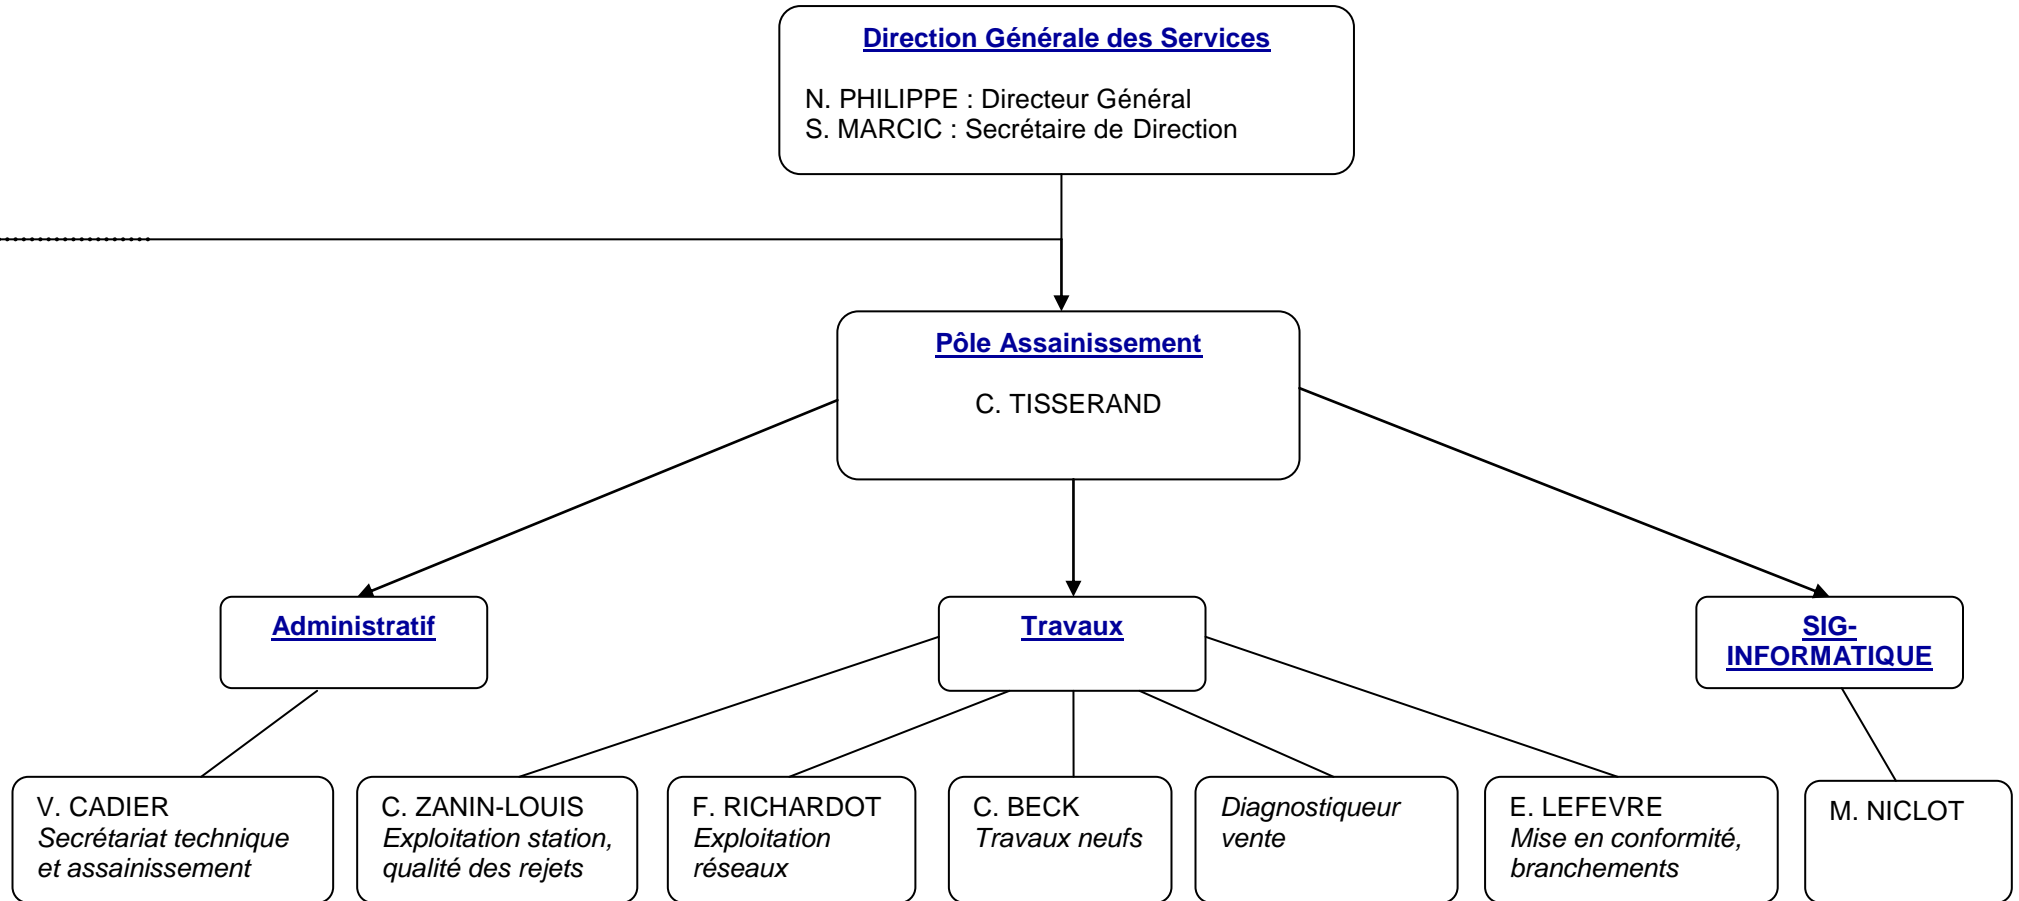 Direction Générale des Services
N. PHILIPPE : Directeur Général
S. MARCIC : Secrétaire de Direction
Pôle Assainissement
C. TISSERAND
Administratif
Travaux
SIG-
INFORMATIQUE
V. CADIER
Secrétariat technique
et assainissement
C. ZANIN-LOUIS
Exploitation station,
qualité des rejets
F. RICHARDOT
Exploitation
réseaux
C. BECK
Travaux neufs
Diagnostiqueur
vente
E. LEFEVRE
Mise en conformité,
branchements
M. NICLOT